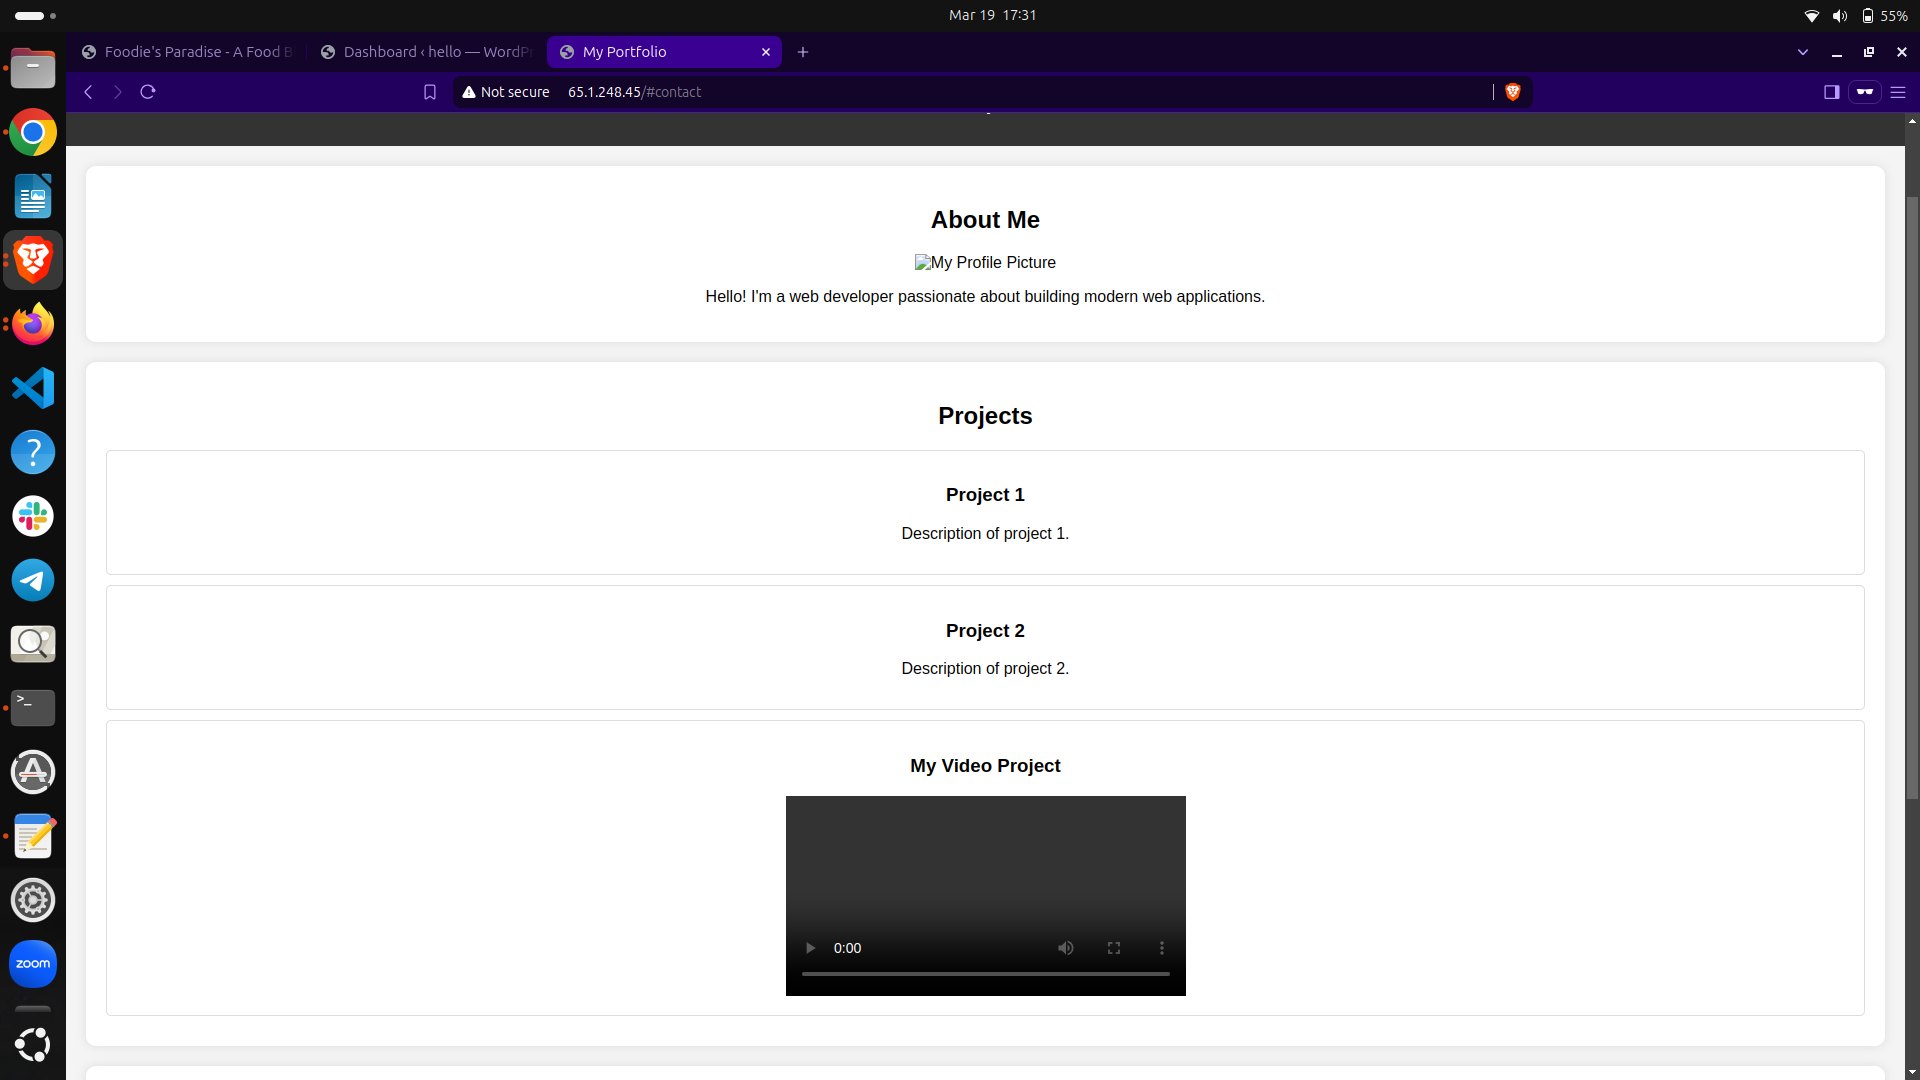 Mar 19 17:31
55%
Foodie's Paradise - A Food B
Dashboard ‹ hello — WordPr
My Portfolio
Not secure
65.1.248.45/#contact
About Me
My Profile Picture
Hello! I'm a web developer passionate about building modern web applications.
Projects
Project 1
Description of project 1.
Project 2
Description of project 2.
My Video Project
0:00
zoom